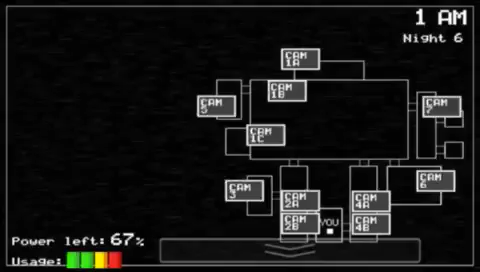 1 AM
Night 6
CAM
1A
CAM
1B
CAM
5
CAM
7
CAM
1C
CAM
3
CAM
6
CAM
2A
CAM
4A
CAM
2B
YOU
CAM
4B
Power left: 67%
Usage: